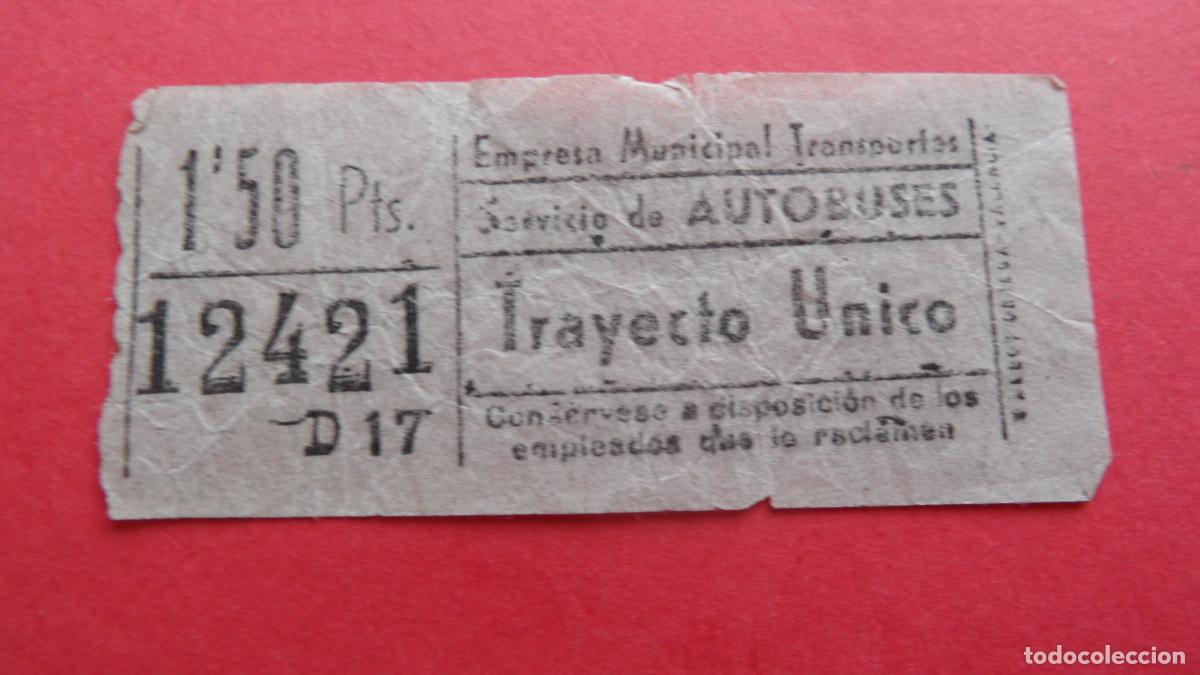 1'50 Pts.
12421
D 17
Empresa Municipal Transportes
Servicio de AUTOBUSES
Trayecto Unico
Consérvese a disposición de los
empleados que lo reclamen
todocoleccion